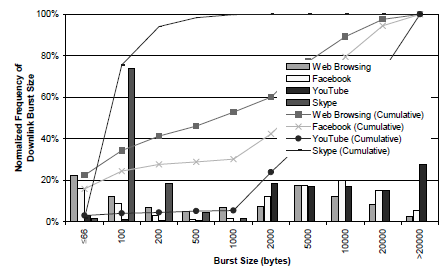 Normalized Frequency of
Downlink Burst Size
100%
80%
60%
40%
20%
0%
Web Browsing
Facebook
YouTube
Skype
Web Browsing (Cumulative)
Facebook (Cumulative)
YouTube (Cumulative)
Skype (Cumulative)
≤66
100
200
500
1000
2000
5000
10000
20000
>20000
Burst Size (bytes)